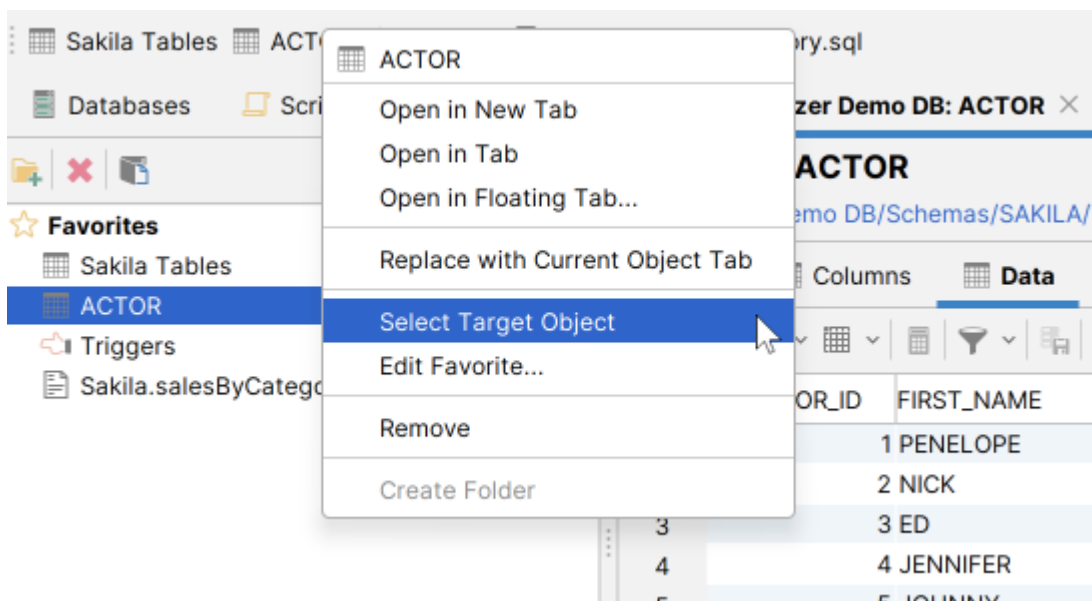 Sakila Tables ACT ory.sql
Databases Scri zer Demo DB: ACTOR
Favorites
Sakila Tables
ACTOR
Triggers
Sakila.salesByCatego
ACTOR
Open in New Tab
Open in Tab
Open in Floating Tab...
Replace with Current Object Tab
Select Target Object
Edit Favorite...
Remove
Create Folder
ACTOR
emo DB/Schemas/SAKILA/
Columns Data
OR_ID FIRST_NAME
1 PENELOPE
2 NICK
3 3 ED
4 4 JENNIFER